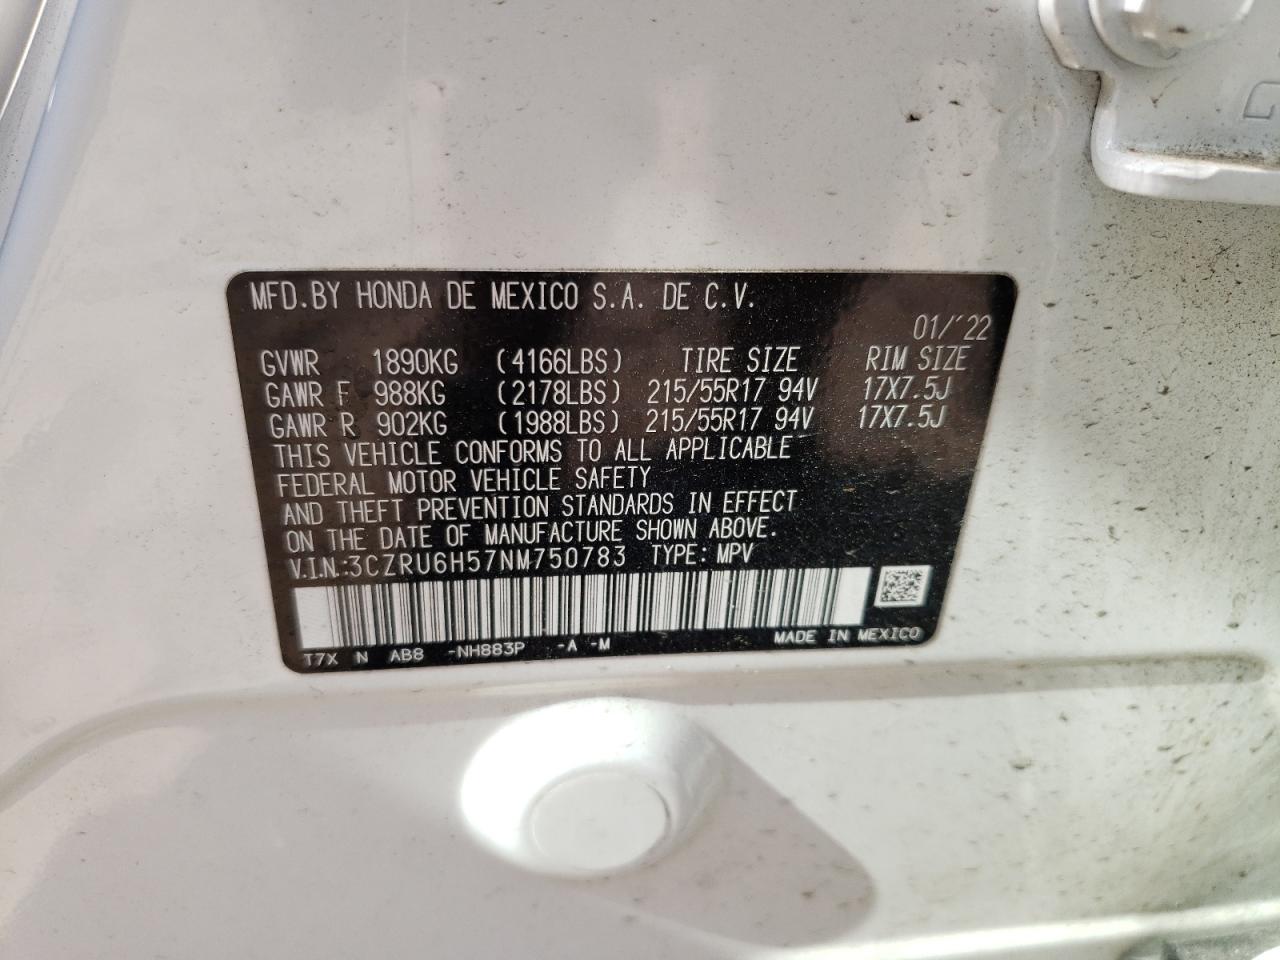 MFD.BY HONDA DE MEXICO S.A. DE C.V.
01/'22
GVWR 1890KG (4166LBS) TIRE SIZE RIM SIZE
GAWR F 988KG (2178LBS) 215/55R17 94V 17X7.5J
GAWR R 902KG (1988LBS) 215/55R17 94V 17X7.5J
THIS VEHICLE CONFORMS TO ALL APPLICABLE
FEDERAL MOTOR VEHICLE SAFETY
AND THEFT PREVENTION STANDARDS IN EFFECT
ON THE DATE OF MANUFACTURE SHOWN ABOVE.
V.I.N.:3CZRU6H57NM750783 TYPE: MPV
T7X N AB8 -NH883P -A -M MADE IN MEXICO